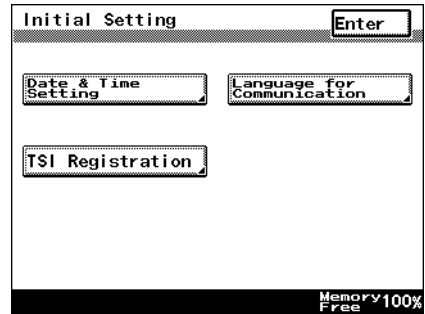 Initial Setting
Enter
Date & Time
Setting
Language for
Communication
TSI Registration
Memory
Free 100%